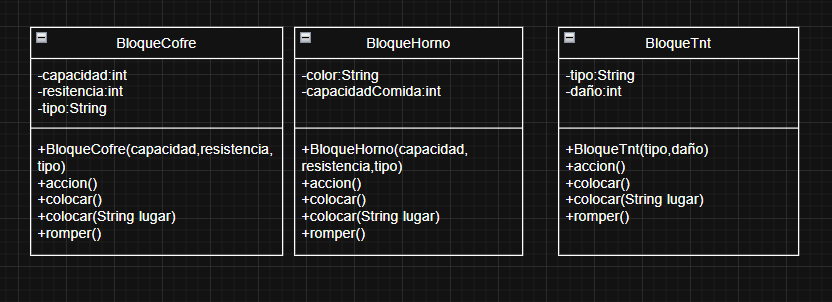 BloqueCofre
-capacidad:int
-resitencia:int
-tipo:String
+BloqueCofre(capacidad,resistencia,
tipo)
+accion()
+colocar()
+colocar(String lugar)
+romper()
BloqueHorno
-color:String
-capacidadComida:int
+BloqueHorno(capacidad,
resistencia,tipo)
+accion()
+colocar()
+colocar(String lugar)
+romper()
BloqueTnt
-tipo:String
-daño:int
+BloqueTnt(tipo,daño)
+accion()
+colocar()
+colocar(String lugar)
+romper()